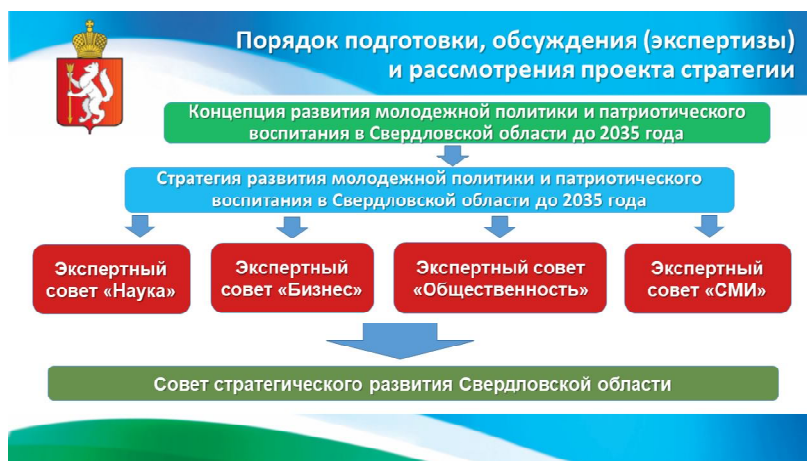 Порядок подготовки, обсуждения (экспертизы)
и рассмотрения проекта стратегии
Концепция развития молодежной политики и патриотического
воспитания в Свердловской области до 2035 года
Стратегия развития молодежной политики и патриотического
воспитания в Свердловской области до 2035 года
Экспертный
совет «Наука»
Экспертный
совет «Бизнес»
Экспертный совет
«Общественность»
Экспертный
совет «СМИ»
Совет стратегического развития Свердловской области